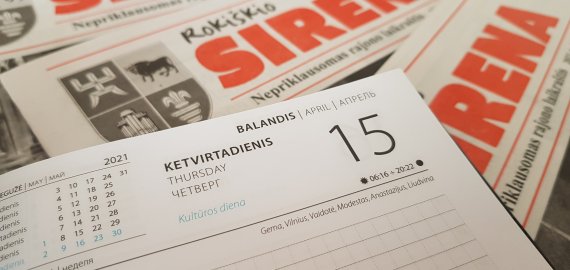 Rokiškio
SIRENA
Nepriklausomas rajono laikraštis
SIRENA
Nepriklausomas rajono laikraštis
BALANDIS | APRIL | АПРЕЛЬ
15
KETVIRTADIENIS
THURSDAY
ЧЕТВЕРГ
06:16 20:22
Kultūros diena
Gerna, Vilnius, Vaidotė, Modestas, Anastazijus, Liudvina
2021
GEGUŽĖ | MAY | МАЙ
3 10 17 24 31
4 11 18 25
5 12 19 26
6 13 20 27
7 14 21 28
1 8 15 22 29
2 9 16 23 30
НЕДЕЛЯ